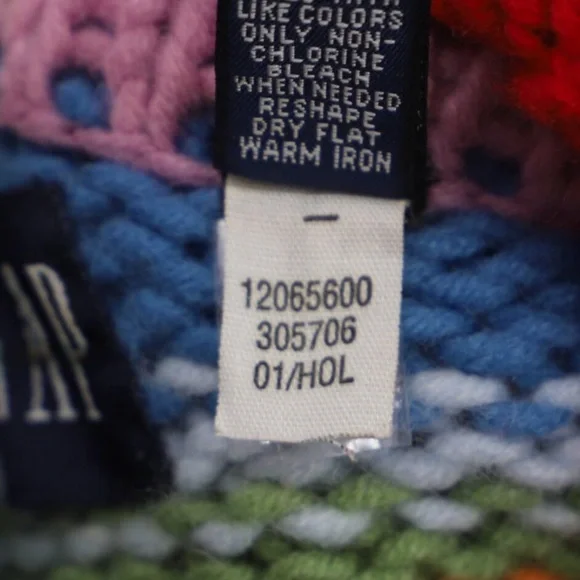 LIKE COLORS
ONLY NON-
CHLORINE
BLEACH
WHEN NEEDED
RESHAPE
DRY FLAT
WARM IRON
12065600
305706
01/HOL